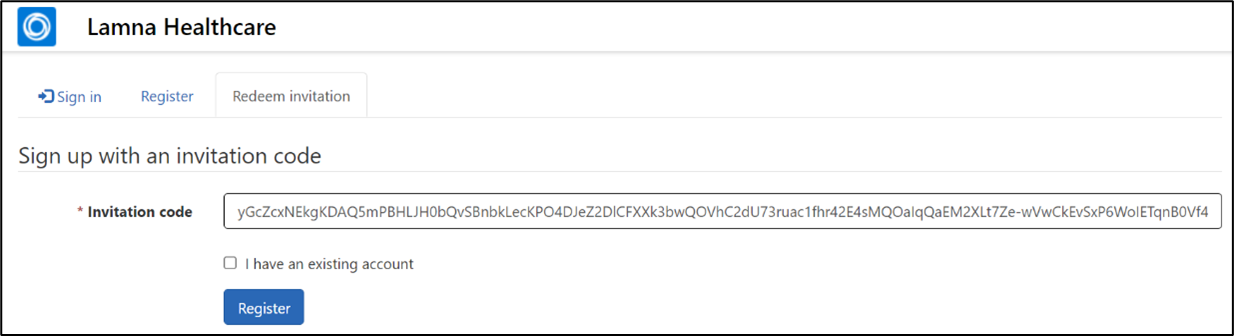 Lamna Healthcare
Sign in Register Redeem invitation
Sign up with an invitation code
* Invitation code yGcZcxNEkgKDAQ5mPBHLJH0bQvSBnbkLecKPO4DJeZ2DlCFXXk3bwQOVhC2dU73ruac1fhr42E4sMQOaIqQaEM2XLt7Ze-wVwCkEvSxP6WoIETqnB0Vf4
I have an existing account
Register